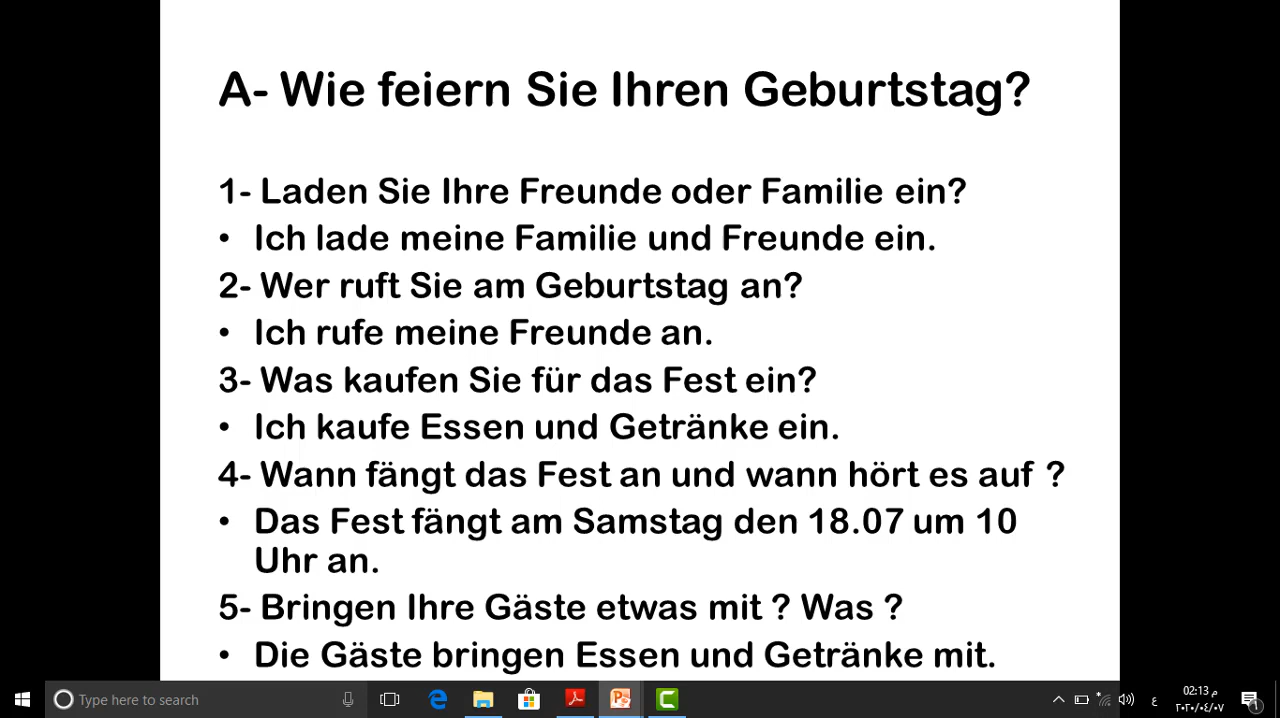 A- Wie feiern Sie Ihren Geburtstag?
1- Laden Sie Ihre Freunde oder Familie ein?
• Ich lade meine Familie und Freunde ein.
2- Wer ruft Sie am Geburtstag an?
• Ich rufe meine Freunde an.
3- Was kaufen Sie für das Fest ein?
• Ich kaufe Essen und Getränke ein.
4- Wann fängt das Fest an und wann hört es auf ?
• Das Fest fängt am Samstag den 18.07 um 10
Uhr an.
5- Bringen Ihre Gäste etwas mit ? Was ?
• Die Gäste bringen Essen und Getränke mit.
Type here to search
ع
02:13 م
٢٠٢٠/٠٤/٠٧
1